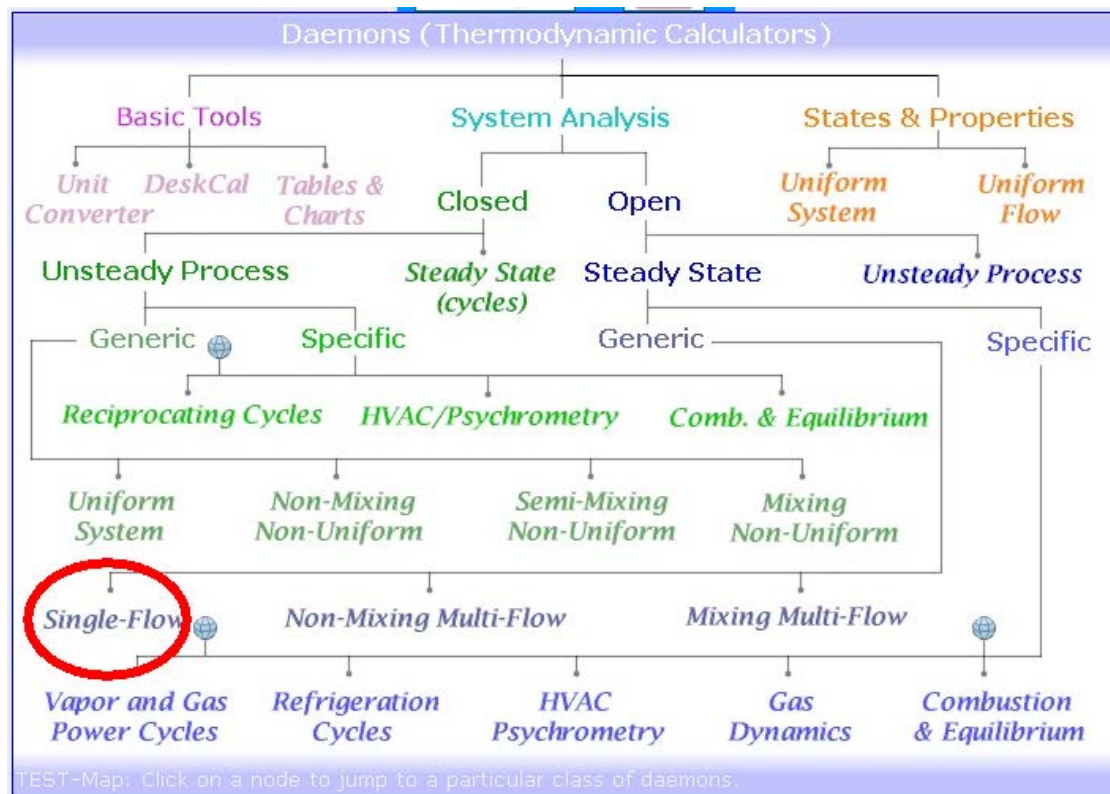 Daemons (Thermodynamic Calculators)
Basic Tools
System Analysis
States & Properties
Unit
Converter
DeskCal
Tables &
Charts
Closed
Open
Uniform
System
Uniform
Flow
Unsteady Process
Steady State
(cycles)
Steady State
Unsteady Process
Generic
Specific
Generic
Specific
Reciprocating Cycles
HVAC/Psychrometry
Comb. & Equilibrium
Uniform
System
Non-Mixing
Non-Uniform
Semi-Mixing
Non-Uniform
Mixing
Non-Uniform
Single-Flow
Non-Mixing Multi-Flow
Mixing Multi-Flow
Vapor and Gas
Power Cycles
Refrigeration
Cycles
HVAC
Psychrometry
Gas
Dynamics
Combustion
& Equilibrium
TEST-Map: Click on a node to jump to a particular class of daemons.